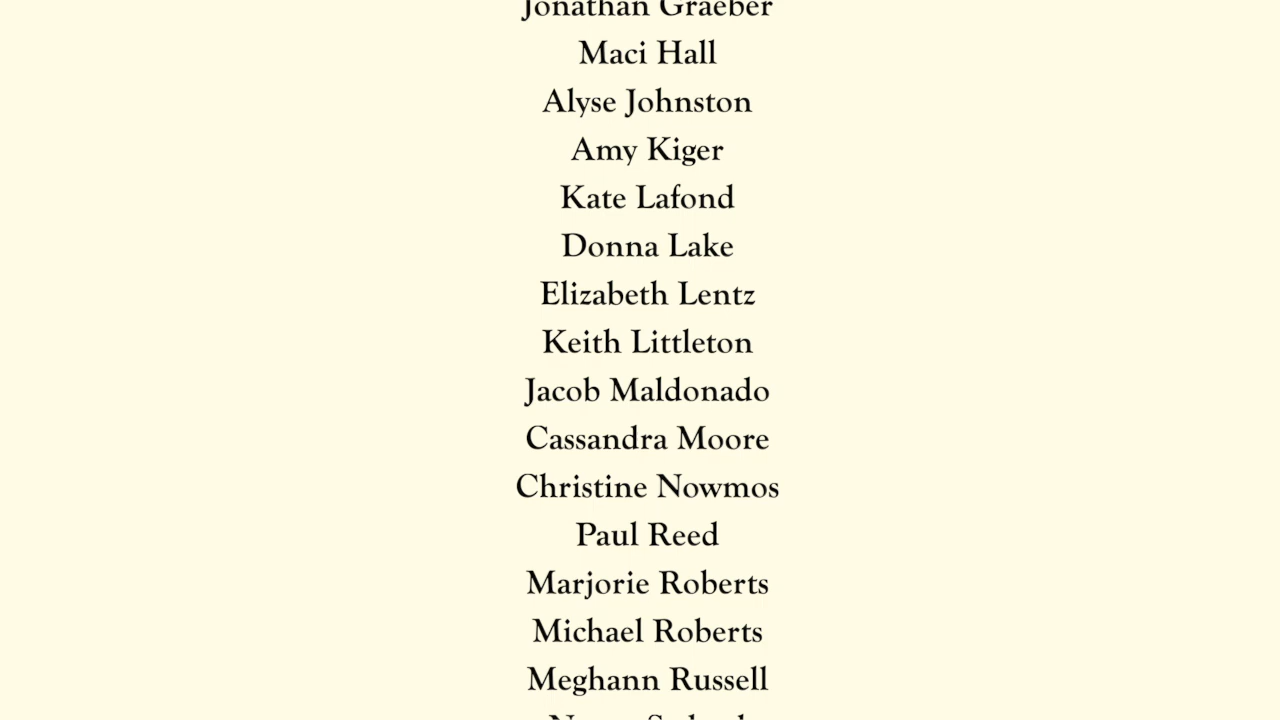 Jonathan Graeber
Maci Hall
Alyse Johnston
Amy Kiger
Kate Lafond
Donna Lake
Elizabeth Lentz
Keith Littleton
Jacob Maldonado
Cassandra Moore
Christine Nowmos
Paul Reed
Marjorie Roberts
Michael Roberts
Meghann Russell